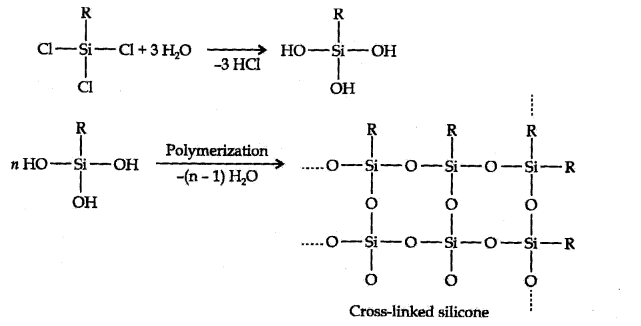 R
Cl—Si—Cl + 3 H₂O
–3 HCl
Cl
R
HO—Si—OH
OH
R
n HO—Si—OH
OH
Polymerization
–(n – 1) H₂O
R R R
.....O—Si—O—Si—O—Si—R
O O O
.....O—Si—O—Si—O—Si—R
O O O
Cross-linked silicone